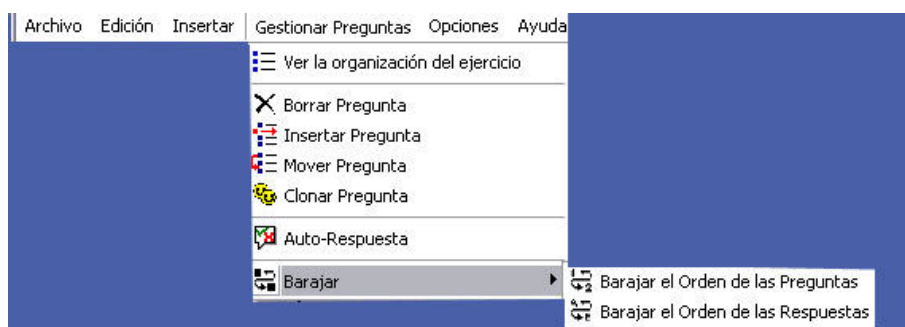 Archivo Edición Insertar Gestionar Preguntas Opciones Ayuda
Ver la organización del ejercicio
Borrar Pregunta
Insertar Pregunta
Mover Pregunta
Clonar Pregunta
Auto-Respuesta
Barajar
Barajar el Orden de las Preguntas
Barajar el Orden de las Respuestas